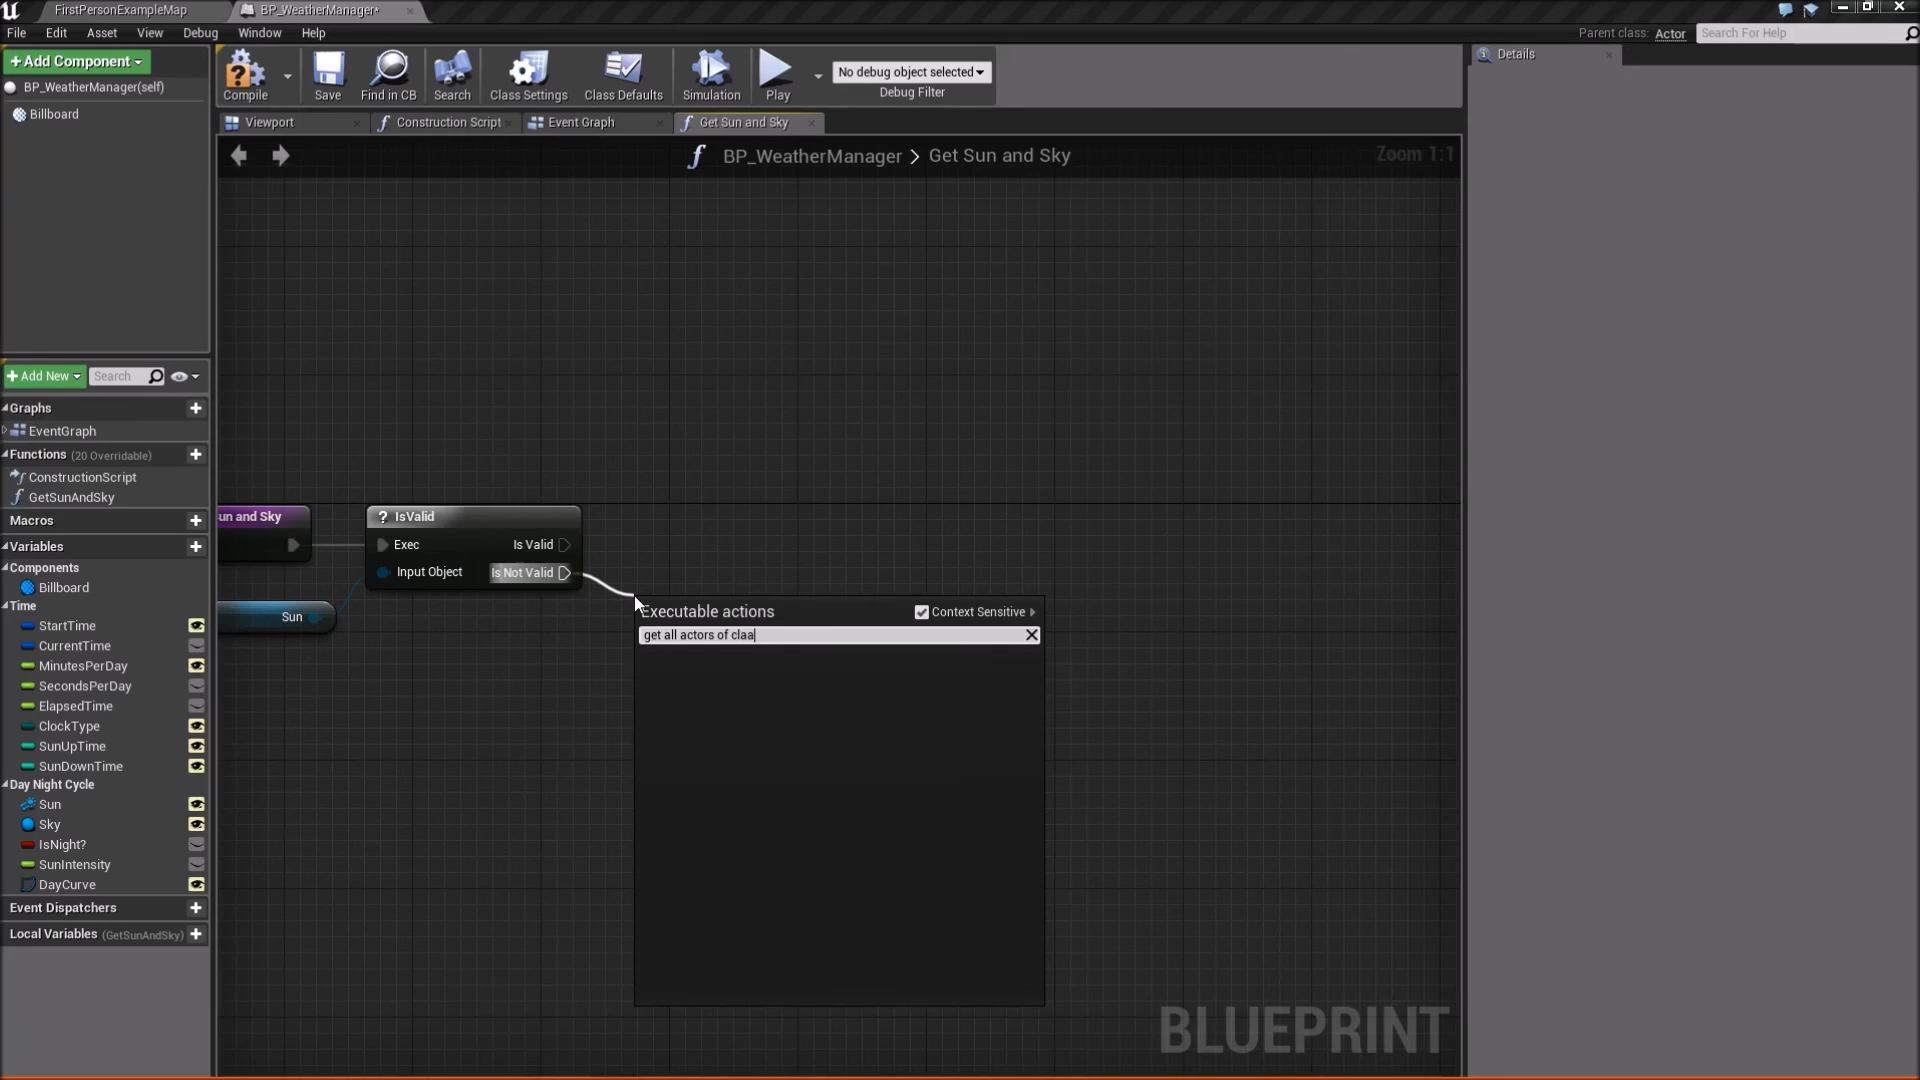 FirstPersonExampleMap
BP_WeatherManager*
File Edit Asset View Debug Window Help
Parent class: Actor
Search For Help
Add Component
BP_WeatherManager(self)
Billboard
Compile
Save
Find in CB
Search
Class Settings
Class Defaults
Simulation
Play
No debug object selected
Debug Filter
Details
Viewport
Construction Script
Event Graph
Get Sun and Sky
BP_WeatherManager > Get Sun and Sky
Zoom 1:1
Add New
Search
Graphs
EventGraph
Functions (20 Overridable)
ConstructionScript
GetSunAndSky
Macros
Variables
Components
Billboard
Time
StartTime
CurrentTime
MinutesPerDay
SecondsPerDay
ElapsedTime
ClockType
SunUpTime
SunDownTime
Day Night Cycle
Sun
Sky
IsNight?
SunIntensity
DayCurve
Event Dispatchers
Local Variables (GetSunAndSky)
un and Sky
? IsValid
Exec
Is Valid
Input Object
Is Not Valid
Sun
Executable actions
Context Sensitive
get all actors of claa
BLUEPRINT